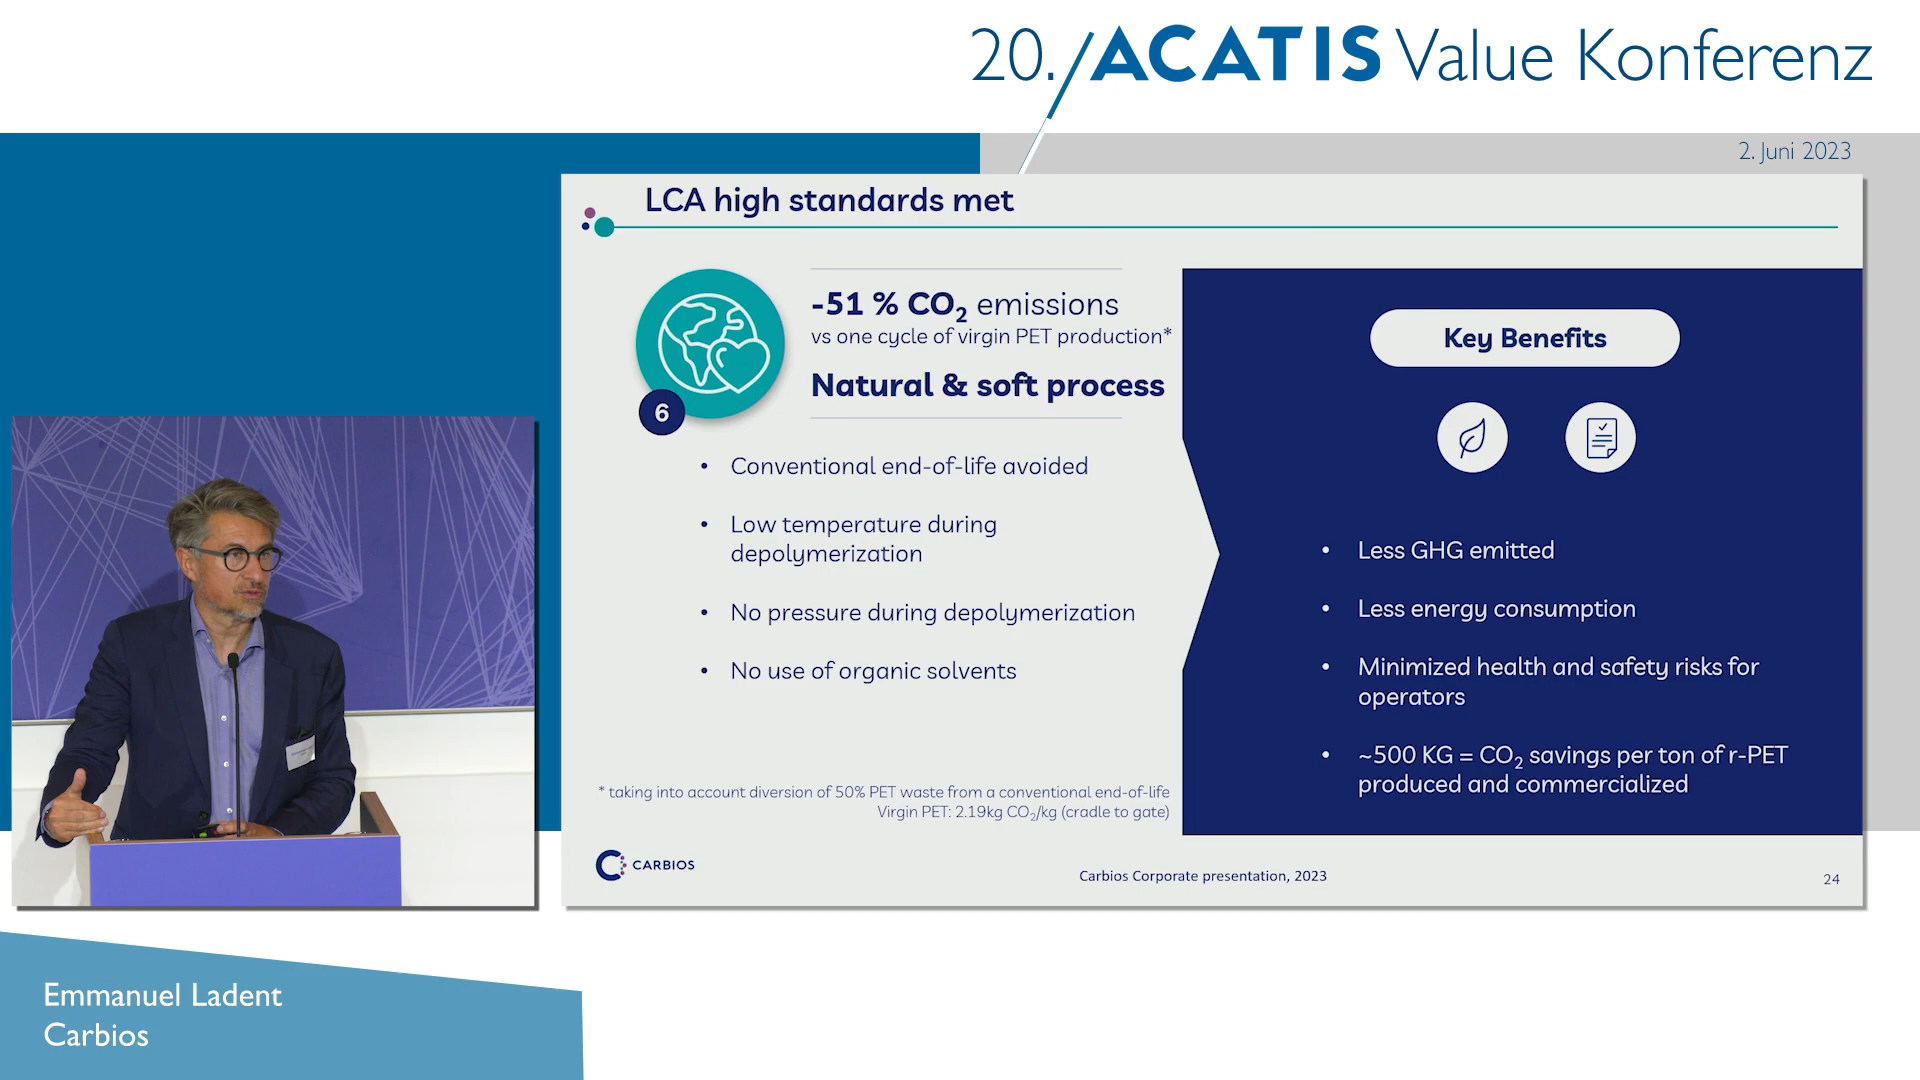 20. ACATIS Value Konferenz
2. Juni 2023
LCA high standards met
-51 % CO2 emissions
vs one cycle of virgin PET production*
Natural & soft process
6
• Conventional end-of-life avoided
• Low temperature during
depolymerization
• No pressure during depolymerization
• No use of organic solvents
* taking into account diversion of 50% PET waste from a conventional end-of-life
Virgin PET: 2.19kg CO2/kg (cradle to gate)
Key Benefits
• Less GHG emitted
• Less energy consumption
• Minimized health and safety risks for
operators
• ~500 KG = CO2 savings per ton of r-PET
produced and commercialized
CARBIOS
Carbios Corporate presentation, 2023
24
Emmanuel Ladent
Carbios